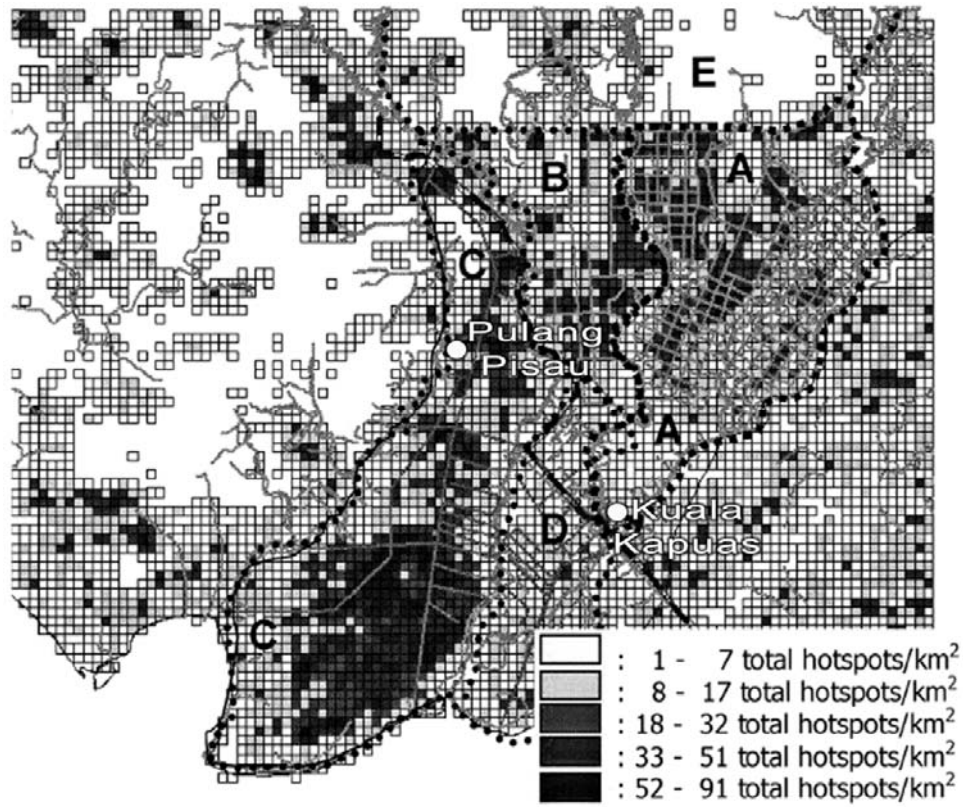 E
B
A
C
Pulang
Pisau
A
Kuala
D
Kapuas
C
: 1 - 7 total hotspots/km²
: 8 - 17 total hotspots/km²
: 18 - 32 total hotspots/km²
: 33 - 51 total hotspots/km²
: 52 - 91 total hotspots/km²